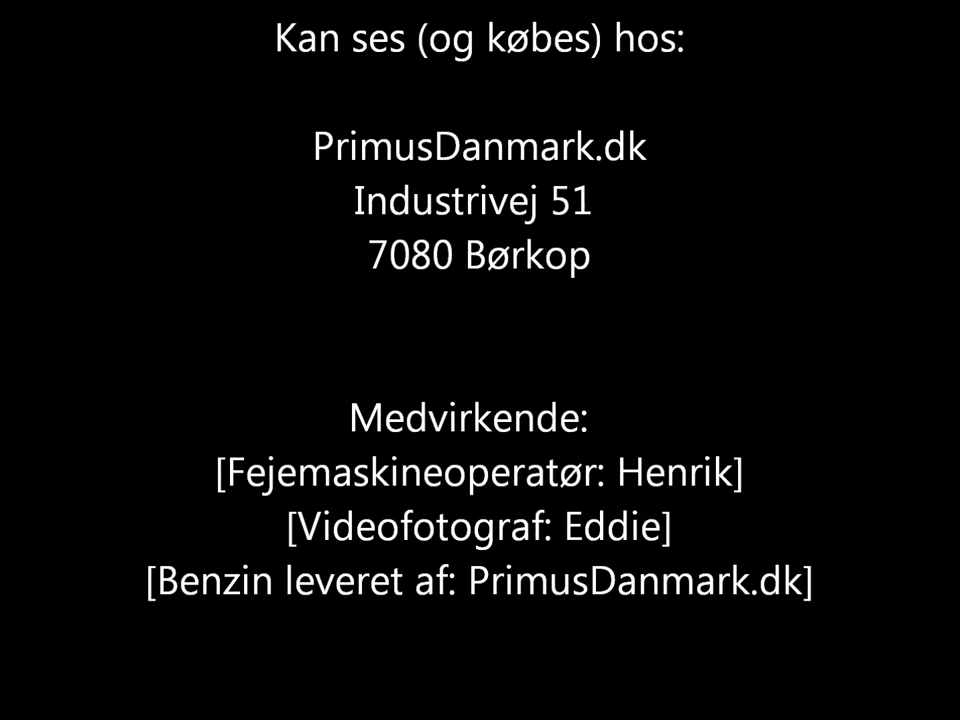 Kan ses (og købes) hos:
PrimusDanmark.dk
Industrivej 51
7080 Børkop
Medvirkende:
[Fejemaskineoperatør: Henrik]
[Videofotograf: Eddie]
[Benzin leveret af: PrimusDanmark.dk]